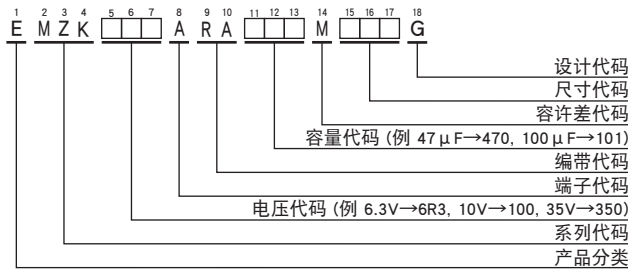 1 2 3 4 5 6 7 8 9 10 11 12 13 14 15 16 17 18
E M Z K A R A M G
设计代码
尺寸代码
容许差代码
容量代码 (例 47μF→470, 100μF→101)
编带代码
端子代码
电压代码 (例 6.3V→6R3, 10V→100, 35V→350)
系列代码
产品分类